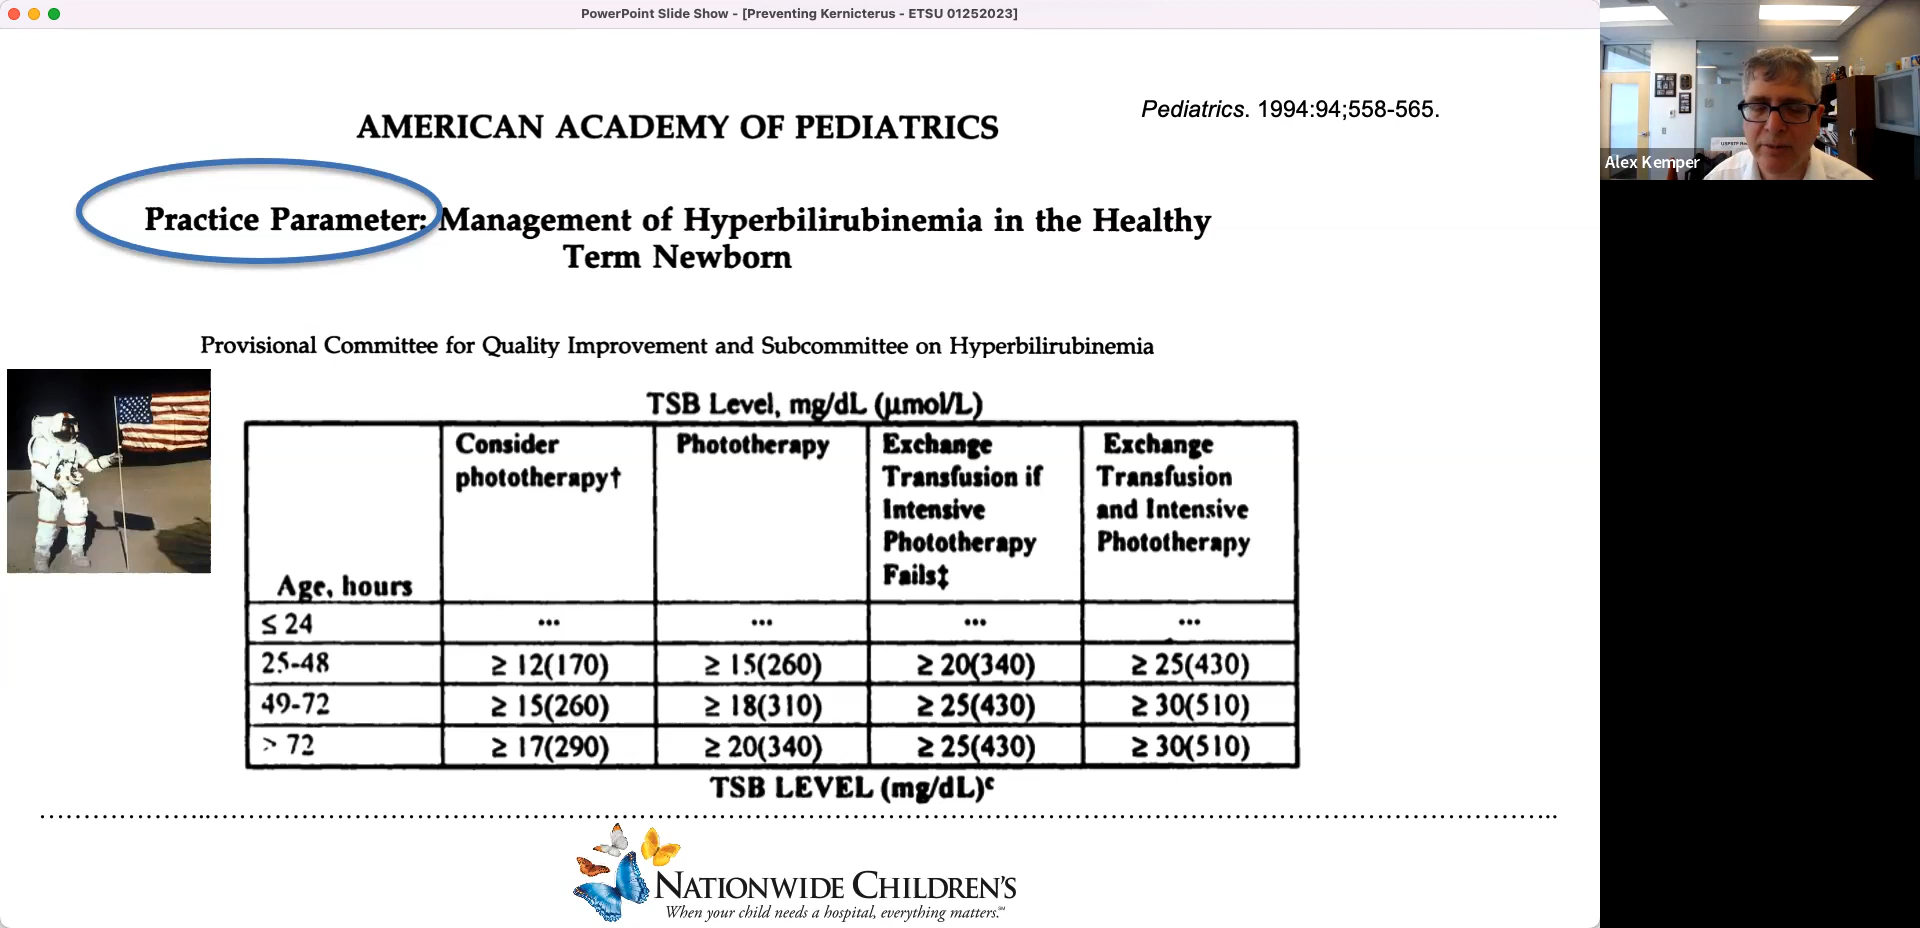 PowerPoint Slide Show - [Preventing Kernicterus - ETSU 01252023]
Pediatrics. 1994:94;558-565.
AMERICAN ACADEMY OF PEDIATRICS
Practice Parameter: Management of Hyperbilirubinemia in the Healthy
Term Newborn
Provisional Committee for Quality Improvement and Subcommittee on Hyperbilirubinemia
TSB Level, mg/dL (μmol/L)
Age, hours
Consider
phototherapy†
Phototherapy
Exchange
Transfusion if
Intensive
Phototherapy
Fails‡
Exchange
Transfusion
and Intensive
Phototherapy
≤ 24 ... ... ... ...
25-48 ≥ 12(170) ≥ 15(260) ≥ 20(340) ≥ 25(430)
49-72 ≥ 15(260) ≥ 18(310) ≥ 25(430) ≥ 30(510)
> 72 ≥ 17(290) ≥ 20(340) ≥ 25(430) ≥ 30(510)
TSB LEVEL (mg/dL)ᶜ
NATIONWIDE CHILDREN'S
When your child needs a hospital, everything matters.℠
Alex Kemper